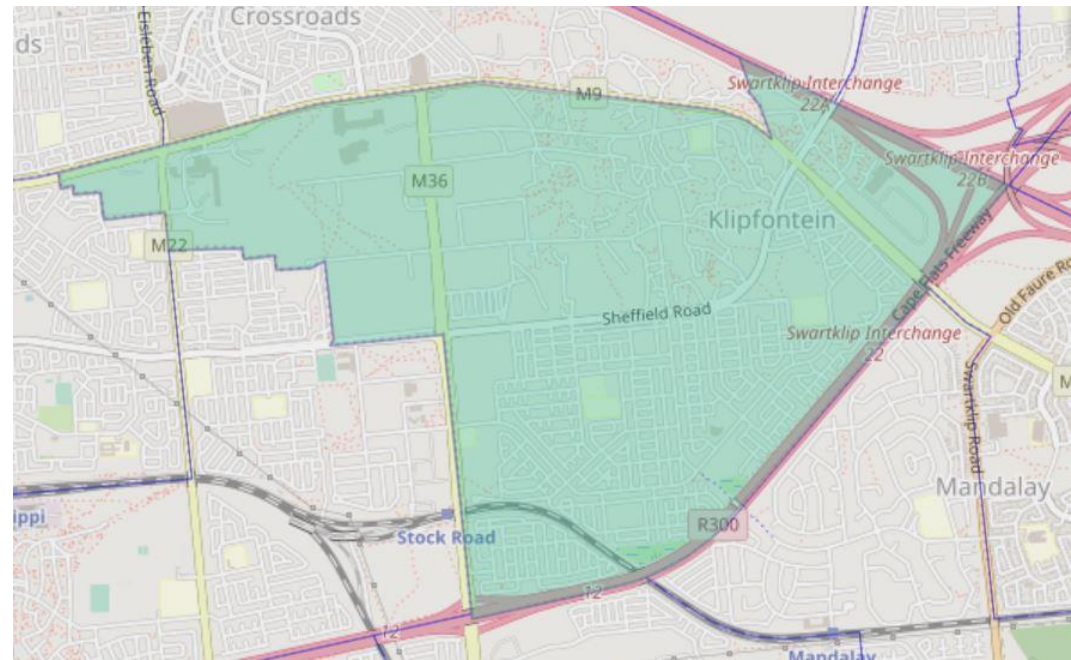 Crossroads
ds
Eisleben Road
M9
Swartklip Interchange
22A
Swartklip Interchange
22B
M36
Klipfontein
M22
Cape Flats Freeway
Old Faure Ro
Sheffield Road
Swartklip Interchange
22
M
Swartklip Road
Mandalay
ippi
Stock Road
R300
12
12
Mandalay